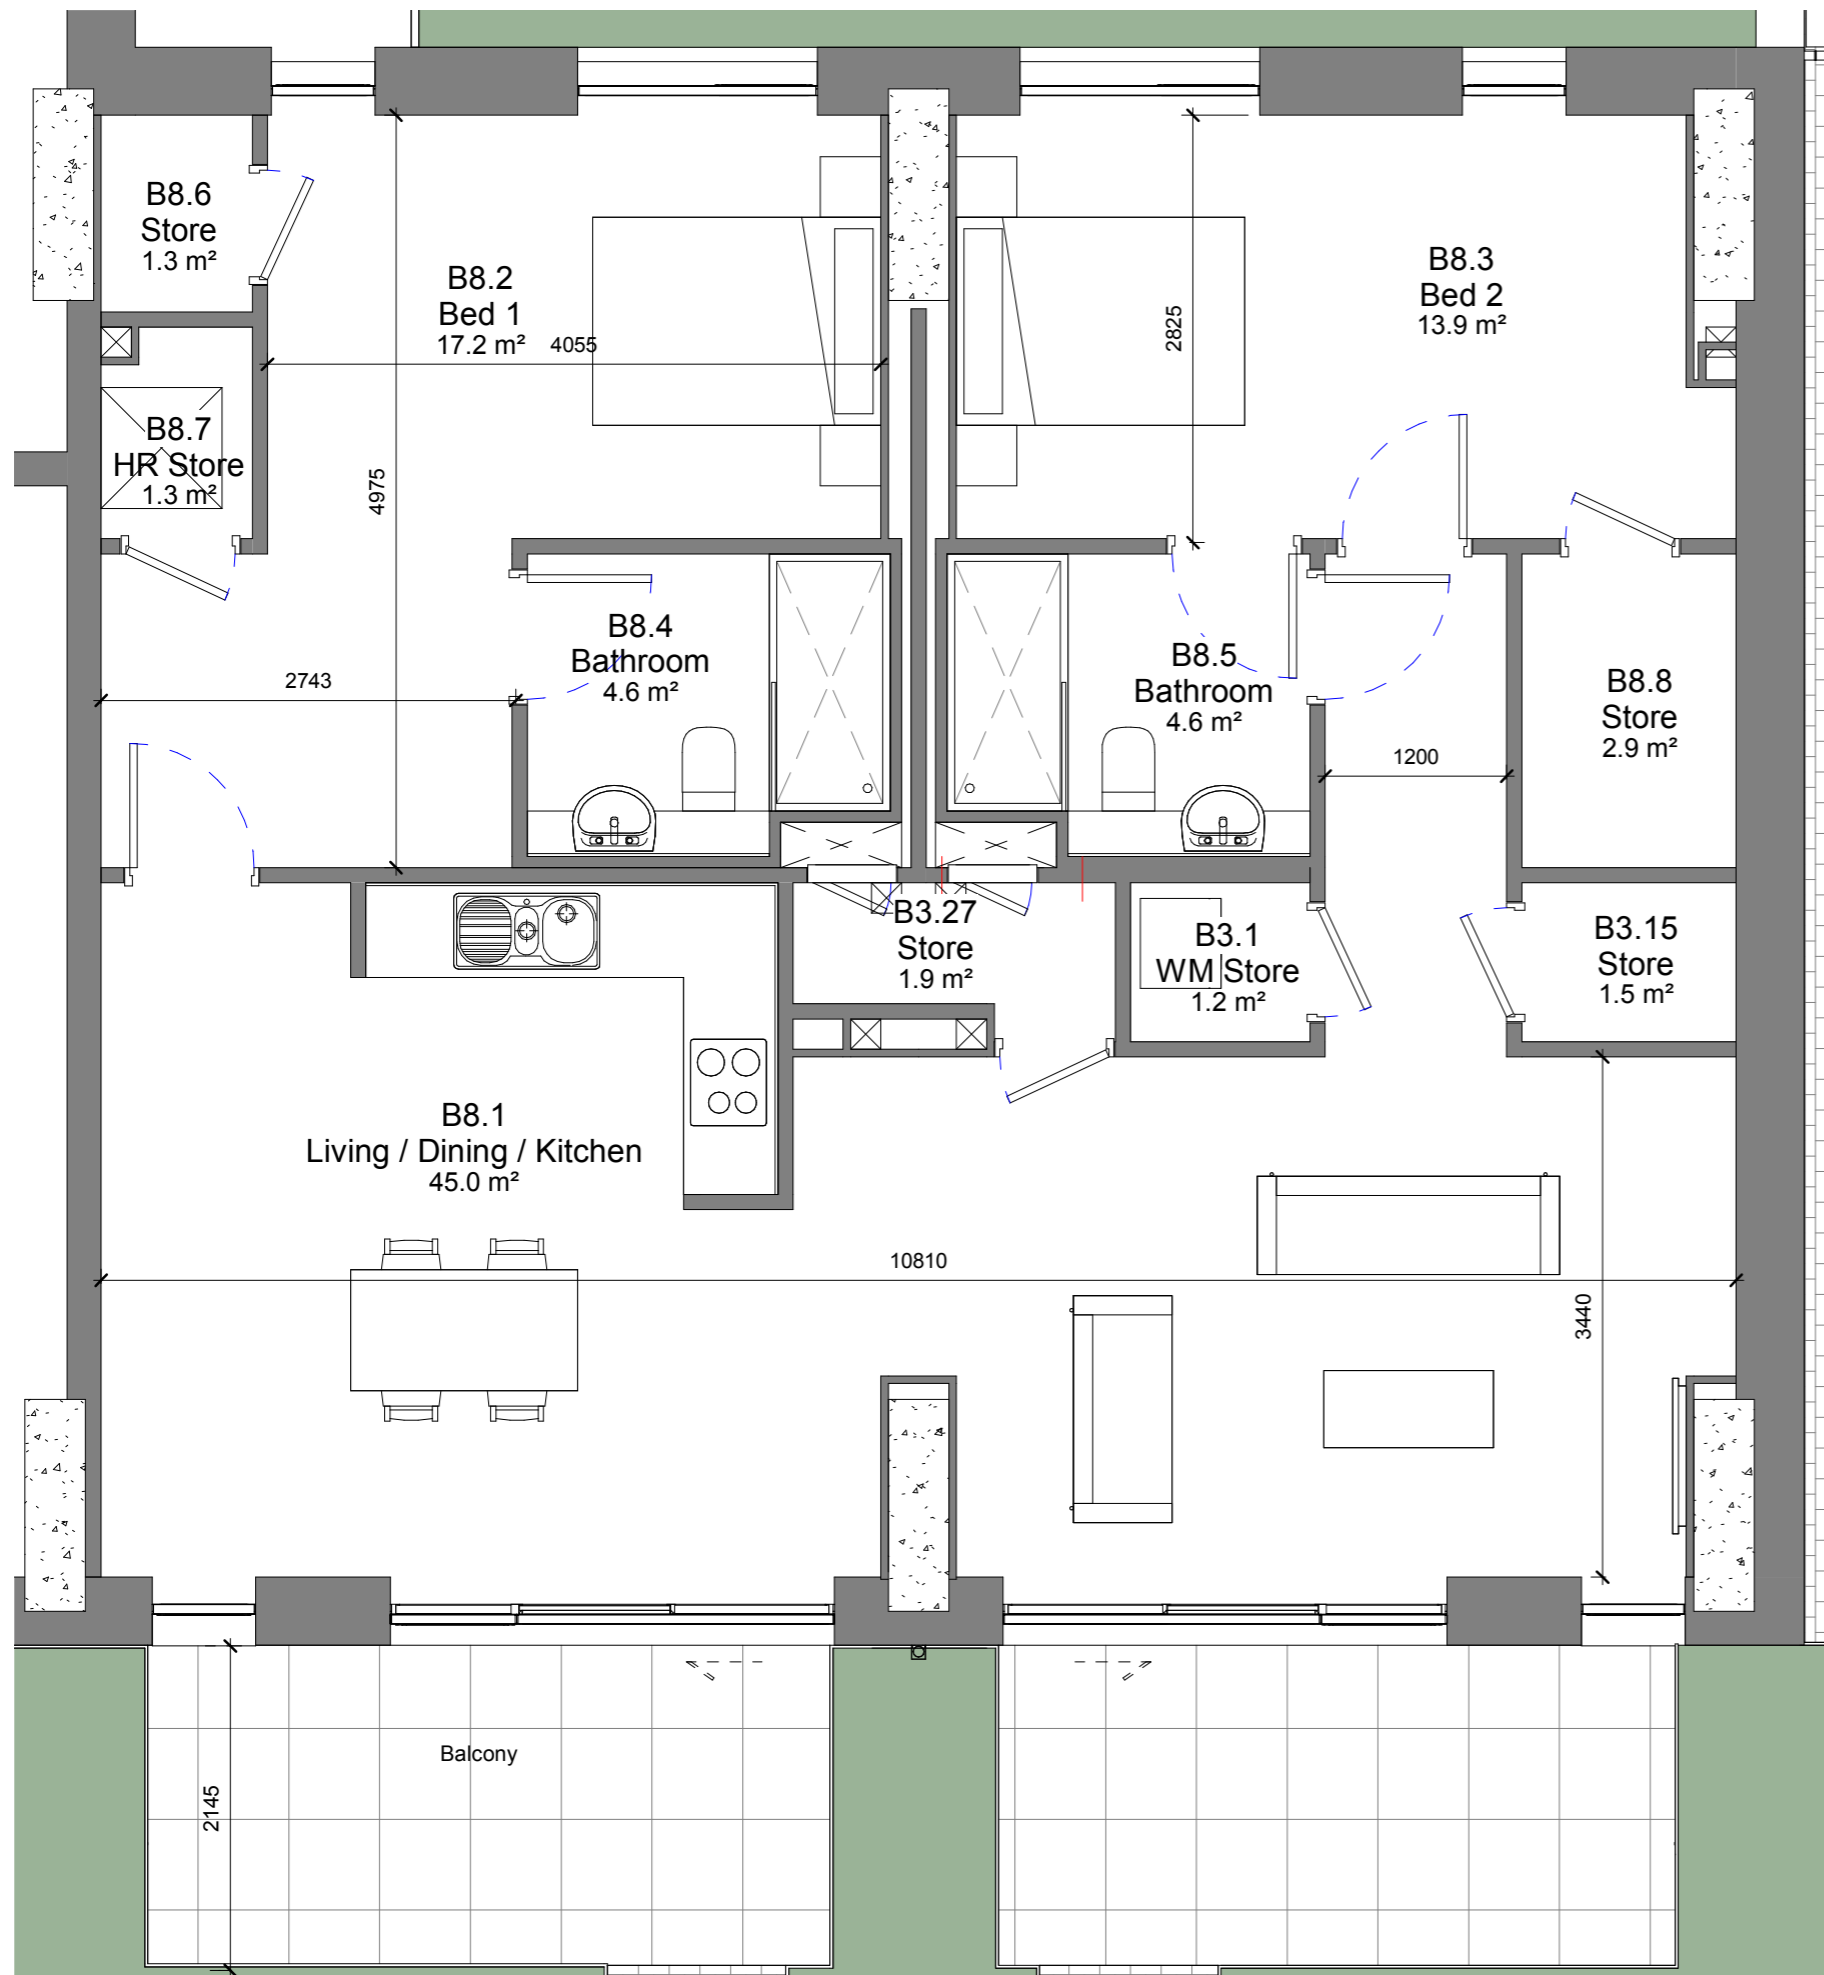 B8.6
Store
1.3 m²
B8.2
Bed 1
17.2 m²
4055
2825
B8.3
Bed 2
13.9 m²
B8.7
HR Store
1.3 m²
4975
B8.4
Bathroom
4.6 m²
B8.5
Bathroom
4.6 m²
B8.8
Store
2.9 m²
2743
1200
B3.27
Store
1.9 m²
B3.1
WM Store
1.2 m²
B3.15
Store
1.5 m²
B8.1
Living / Dining / Kitchen
45.0 m²
10810
3440
Balcony
2145